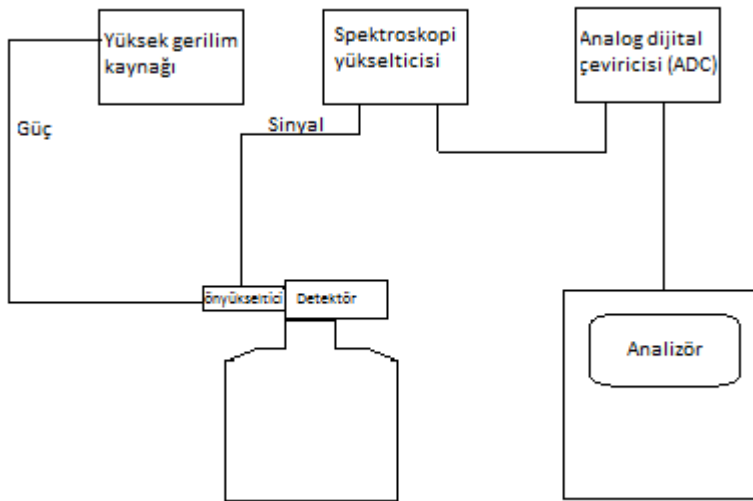 Yüksek gerilim
kaynağı
Spektroskopi
yükselticisi
Analog dijital
çeviricisi (ADC)
Güç
Sinyal
önyükseltici
Detektör
Analizör